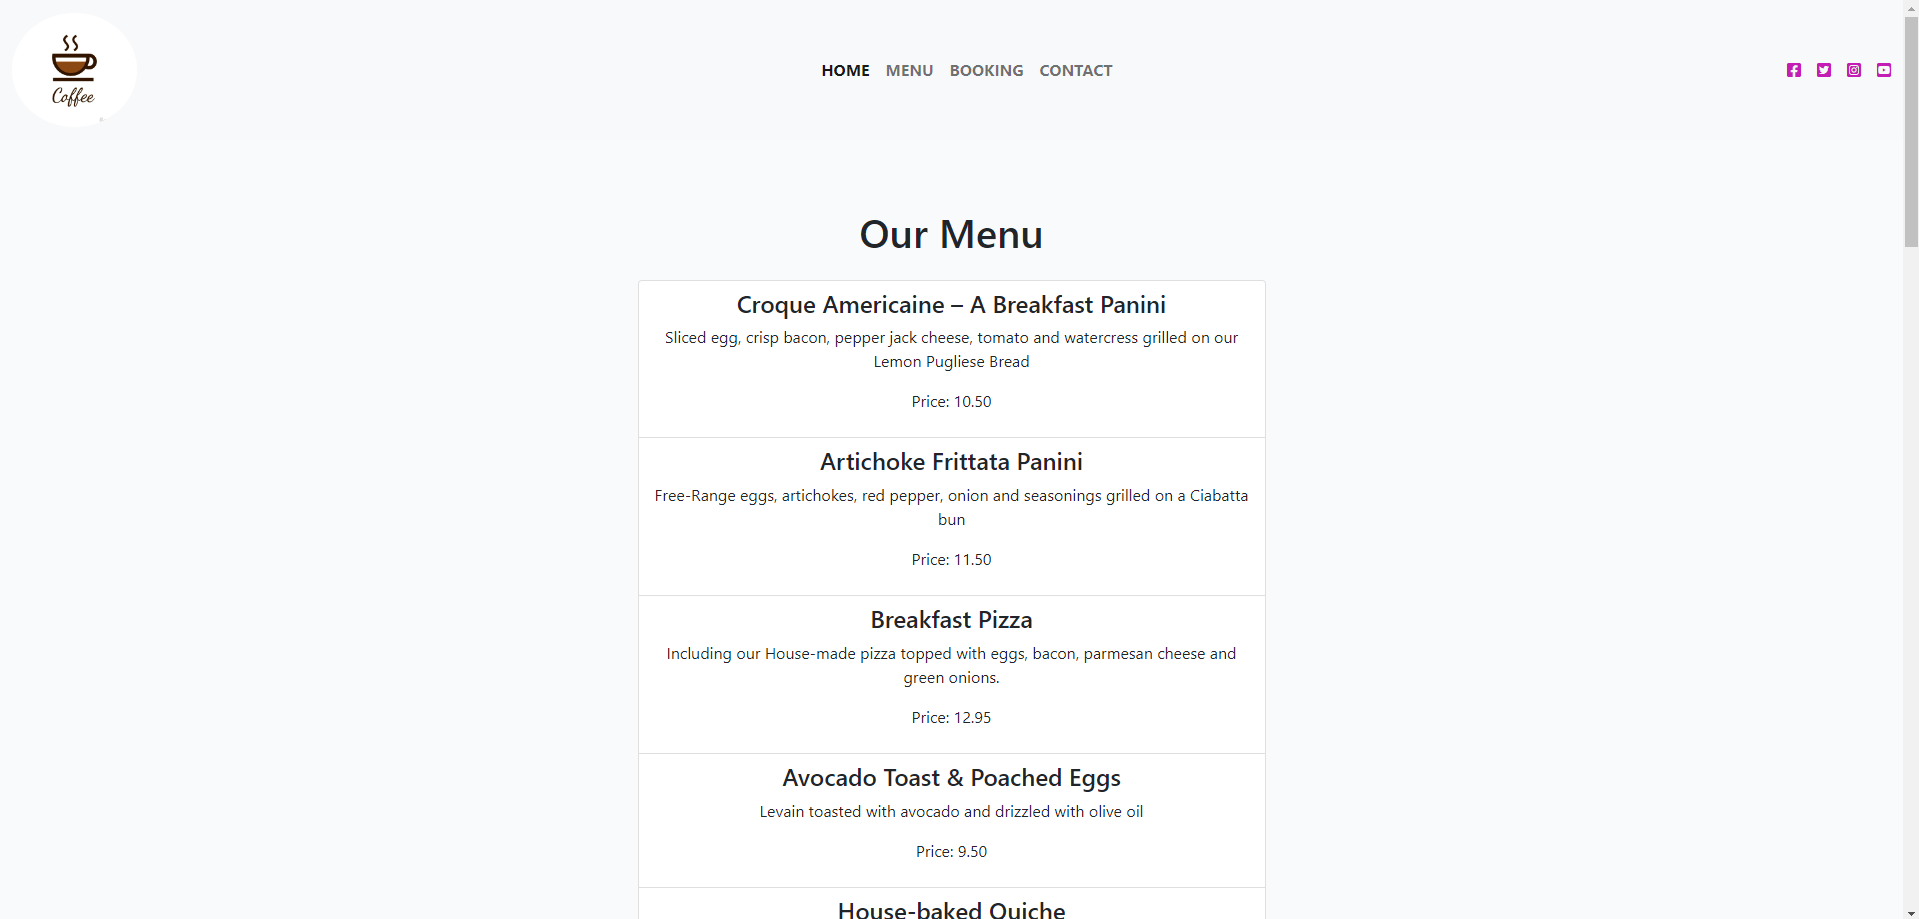 Coffee
HOME MENU BOOKING CONTACT
Our Menu
Croque Americaine – A Breakfast Panini
Sliced egg, crisp bacon, pepper jack cheese, tomato and watercress grilled on our
Lemon Pugliese Bread
Price: 10.50
Artichoke Frittata Panini
Free-Range eggs, artichokes, red pepper, onion and seasonings grilled on a Ciabatta
bun
Price: 11.50
Breakfast Pizza
Including our House-made pizza topped with eggs, bacon, parmesan cheese and
green onions.
Price: 12.95
Avocado Toast & Poached Eggs
Levain toasted with avocado and drizzled with olive oil
Price: 9.50
House-baked Quiche